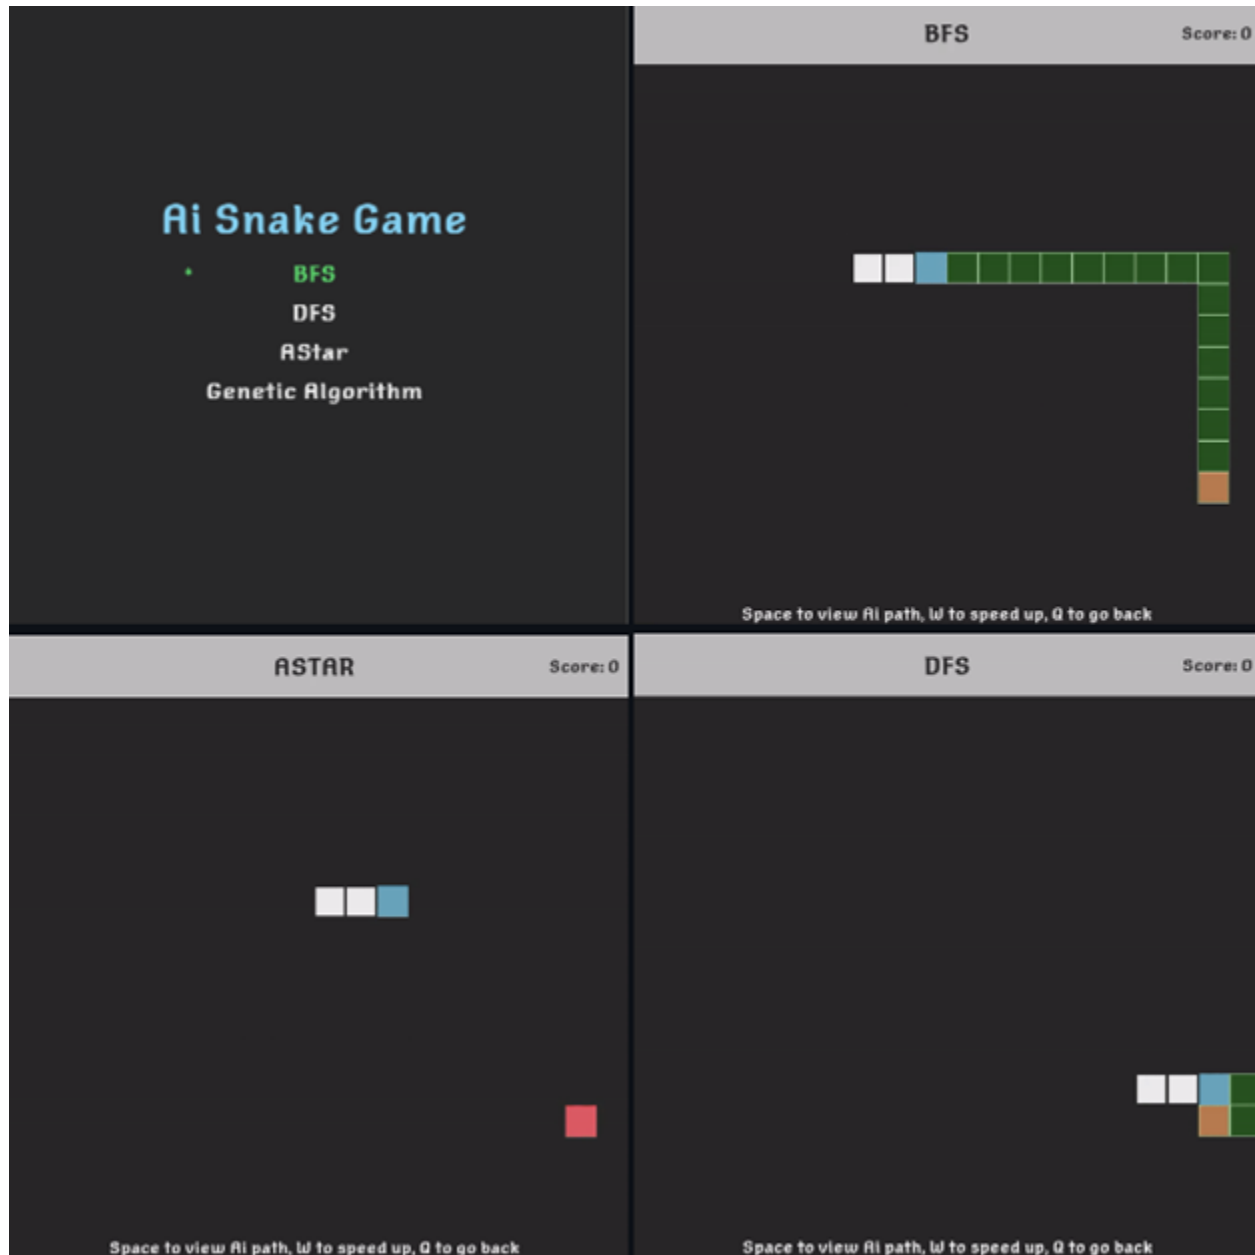 Ai Snake Game
BFS
DFS
AStar
Genetic Algorithm
BFS
Score: 0
Space to view Ai path, W to speed up, Q to go back
ASTAR
Score: 0
Space to view Ai path, W to speed up, Q to go back
DFS
Score: 0
Space to view Ai path, W to speed up, Q to go back